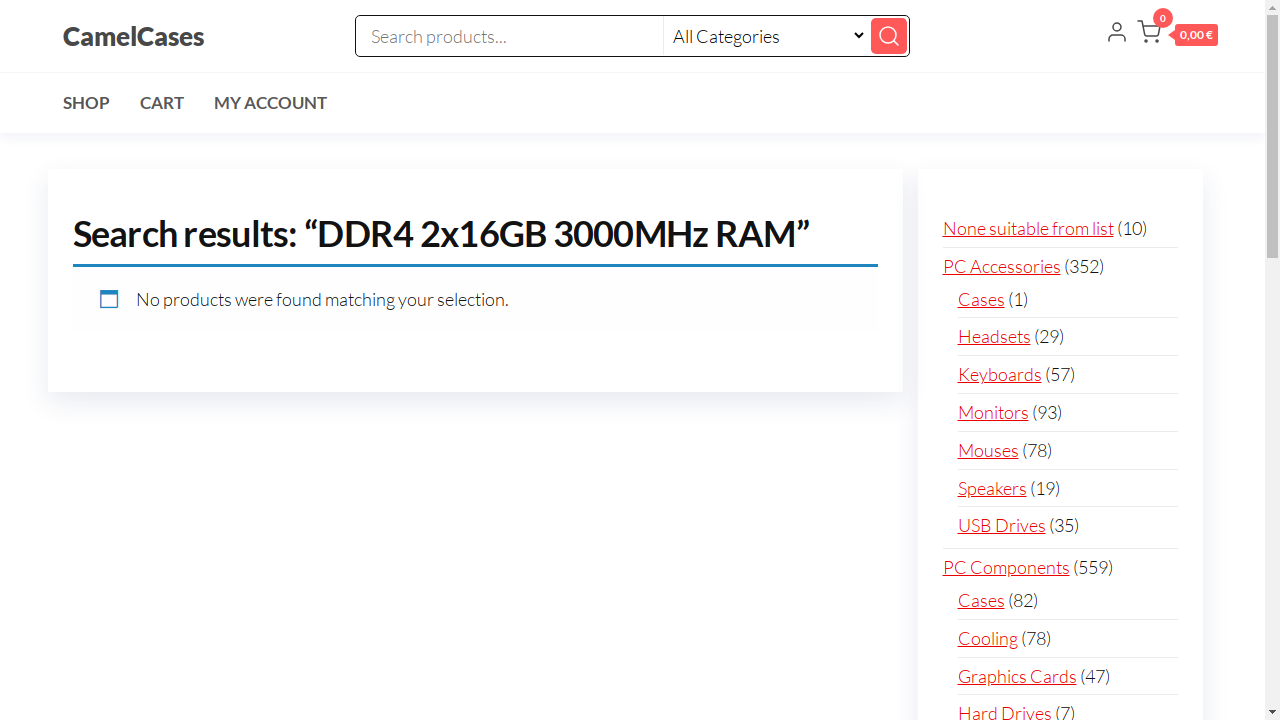 CamelCases
Search products...
All Categories
0
0,00 €
SHOP
CART
MY ACCOUNT
Search results: “DDR4 2x16GB 3000MHz RAM”
No products were found matching your selection.
None suitable from list (10)
PC Accessories (352)
Cases (1)
Headsets (29)
Keyboards (57)
Monitors (93)
Mouses (78)
Speakers (19)
USB Drives (35)
PC Components (559)
Cases (82)
Cooling (78)
Graphics Cards (47)
Hard Drives (7)